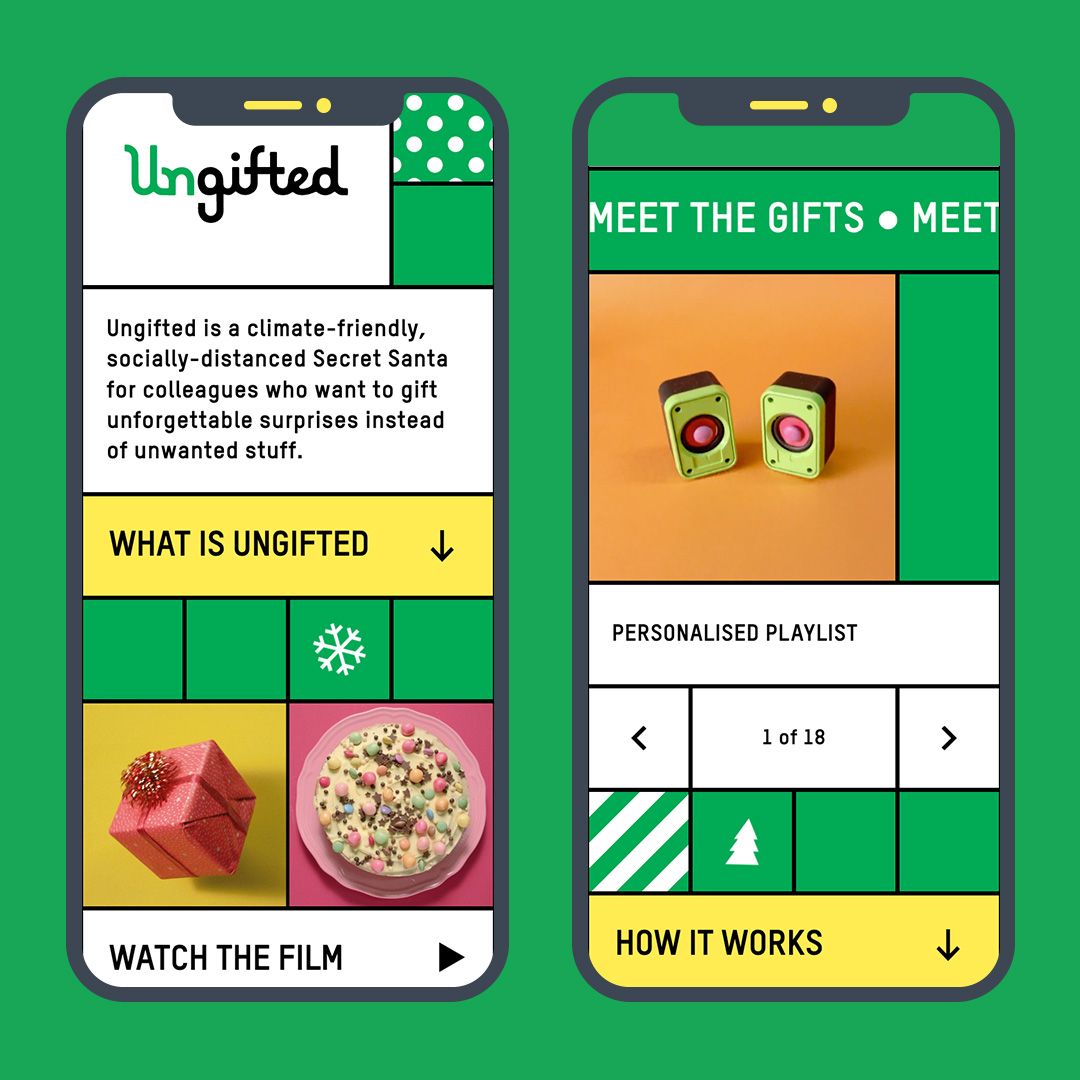 Ungifted
Ungifted is a climate-friendly,
socially-distanced Secret Santa
for colleagues who want to gift
unforgettable surprises instead
of unwanted stuff.
WHAT IS UNGIFTED
WATCH THE FILM
MEET THE GIFTS ● MEET
PERSONALISED PLAYLIST
1 of 18
HOW IT WORKS